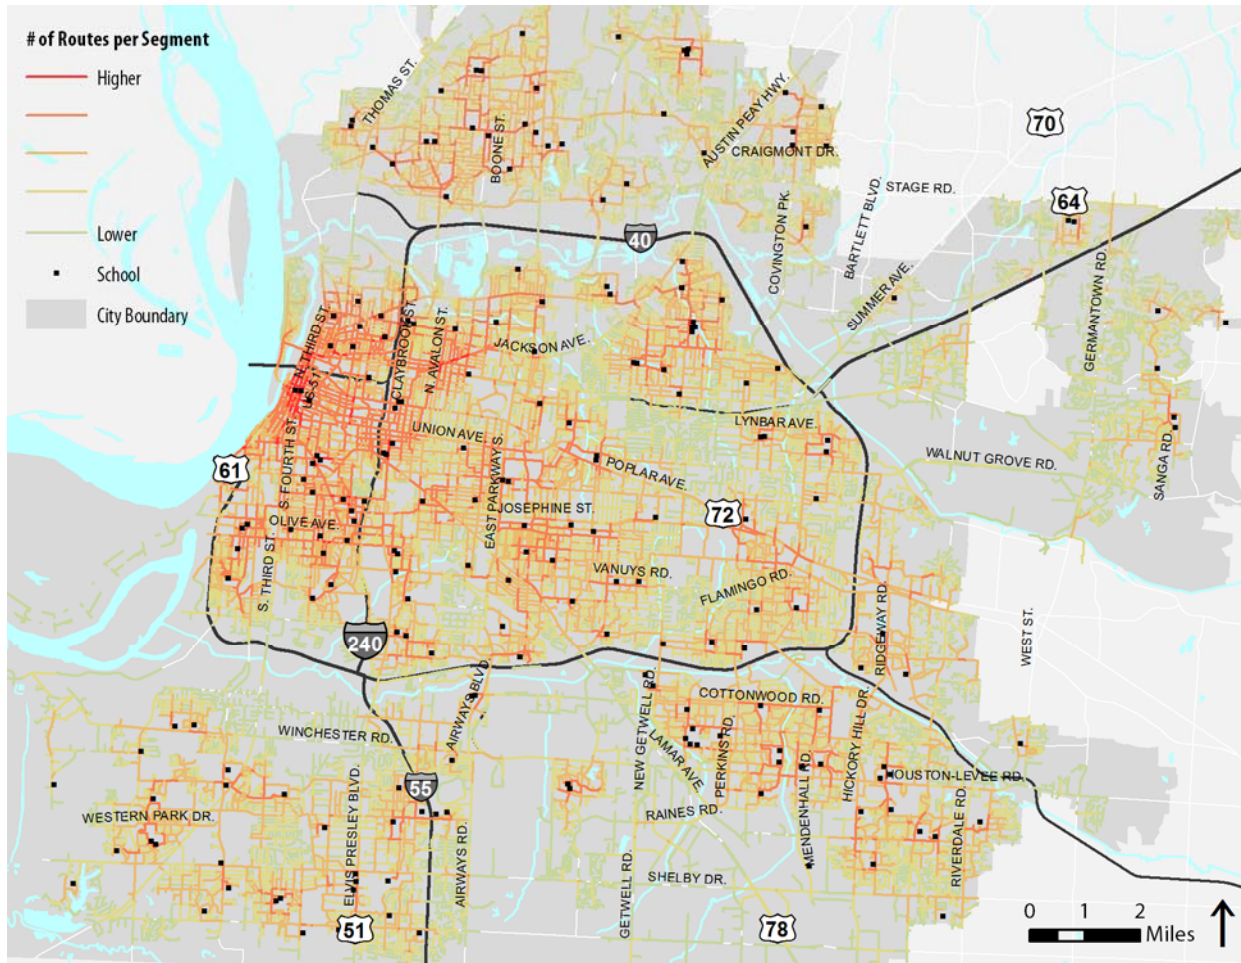 # of Routes per Segment
Higher
Lower
School
City Boundary
THOMAS ST.
BOONE ST.
AUSTIN PEAY HWY.
CRAIGMONT DR.
70
STAGE RD.
64
COVINGTON PK.
BARTLETT BLVD.
40
SUMMER AVE.
GERMANTOWN RD.
N. THIRD ST.
US-51
CLAYBROOK ST.
N. AVALON ST.
JACKSON AVE.
UNION AVE.
LYNBAR AVE.
WALNUT GROVE RD.
SANGA RD.
61
S. FOURTH ST.
EAST PARKWAY S.
POPLAR AVE.
JOSEPHINE ST.
72
OLIVE AVE.
S. THIRD ST.
VANUYS RD.
FLAMINGO RD.
RIDGEWAY RD.
WEST ST.
240
AIRWAYS BLVD.
COTTONWOOD RD.
WINCHESTER RD.
NEW GETWELL RD.
LAMAR AVE.
PERKINS RD.
HICKORY HILL DR.
HOUSTON-LEVEE RD.
55
MENDENHALL RD.
WESTERN PARK DR.
ELVIS PRESLEY BLVD.
RAINES RD.
RIVERDALE RD.
AIRWAYS RD.
GETWELL RD.
SHELBY DR.
51
78
0 1 2
Miles